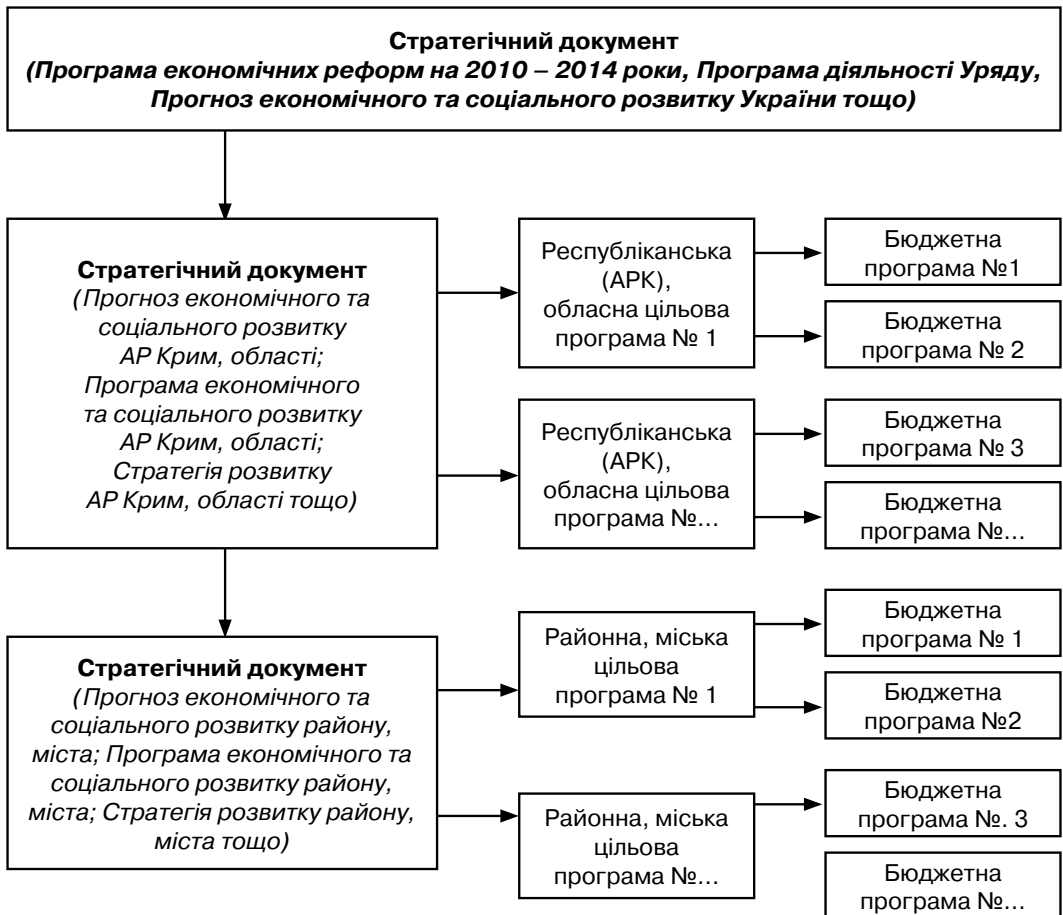 Стратегічний документ
(Програма економічних реформ на 2010 – 2014 роки, Програма діяльності Уряду,
Прогноз економічного та соціального розвитку України тощо)
Стратегічний документ
(Прогноз економічного та
соціального розвитку
АР Крим, області;
Програма економічного
та соціального розвитку
АР Крим, області;
Стратегія розвитку
АР Крим, області тощо)
Республіканська
(АРК),
обласна цільова
програма № 1
Бюджетна
програма №1
Бюджетна
програма № 2
Республіканська
(АРК),
обласна цільова
програма №...
Бюджетна
програма № 3
Бюджетна
програма №...
Стратегічний документ
(Прогноз економічного та
соціального розвитку району,
міста; Програма економічного та
соціального розвитку району,
міста; Стратегія розвитку району,
міста тощо)
Районна, міська
цільова
програма № 1
Бюджетна
програма № 1
Бюджетна
програма №2
Районна, міська
цільова
програма №...
Бюджетна
програма №. 3
Бюджетна
програма №...